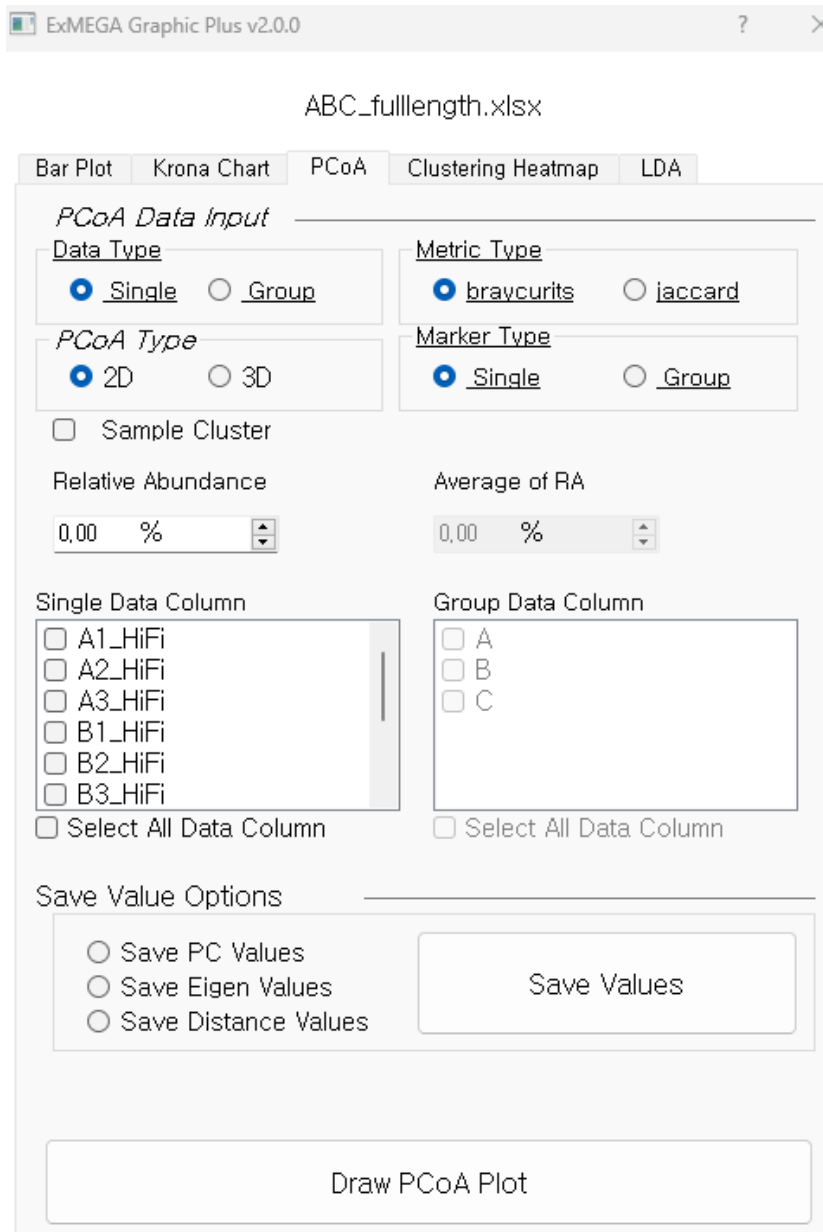 ExMEGA Graphic Plus v2.0.0 ?
ABC_fulllength.xlsx
Bar Plot Krona Chart PCoA Clustering Heatmap LDA
PCoA Data Input
Data Type Metric Type
Single Group braycurits jaccard
PCoA Type Marker Type
2D 3D Single Group
Sample Cluster
Relative Abundance Average of RA
0,00 % 0,00 %
Single Data Column Group Data Column
A1_HiFi A
A2_HiFi B
A3_HiFi C
B1_HiFi
B2_HiFi
B3_HiFi
Select All Data Column Select All Data Column
Save Value Options
Save PC Values
Save Eigen Values Save Values
Save Distance Values
Draw PCoA Plot